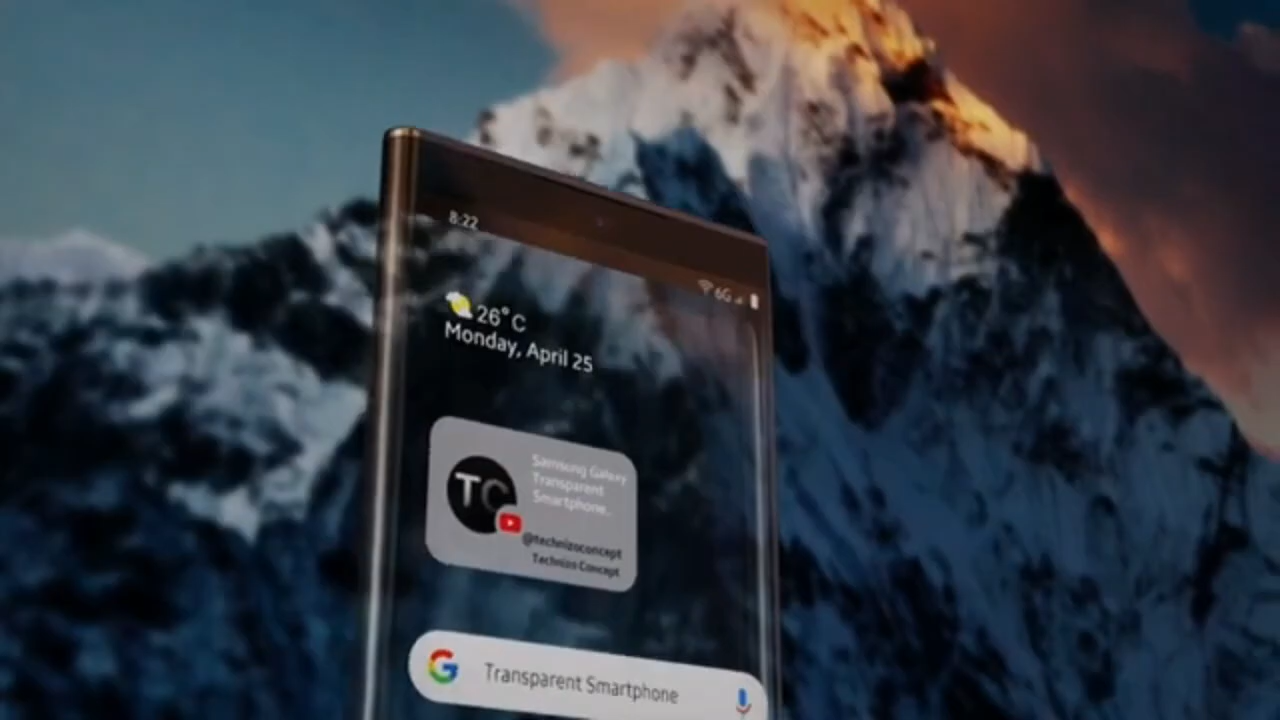 8:22
6G
26° C
Monday, April 25
TC
Samsung Galaxy
Transparent
Smartphone..
@technizoconcept
Technizo Concept
G
Transparent Smartphone